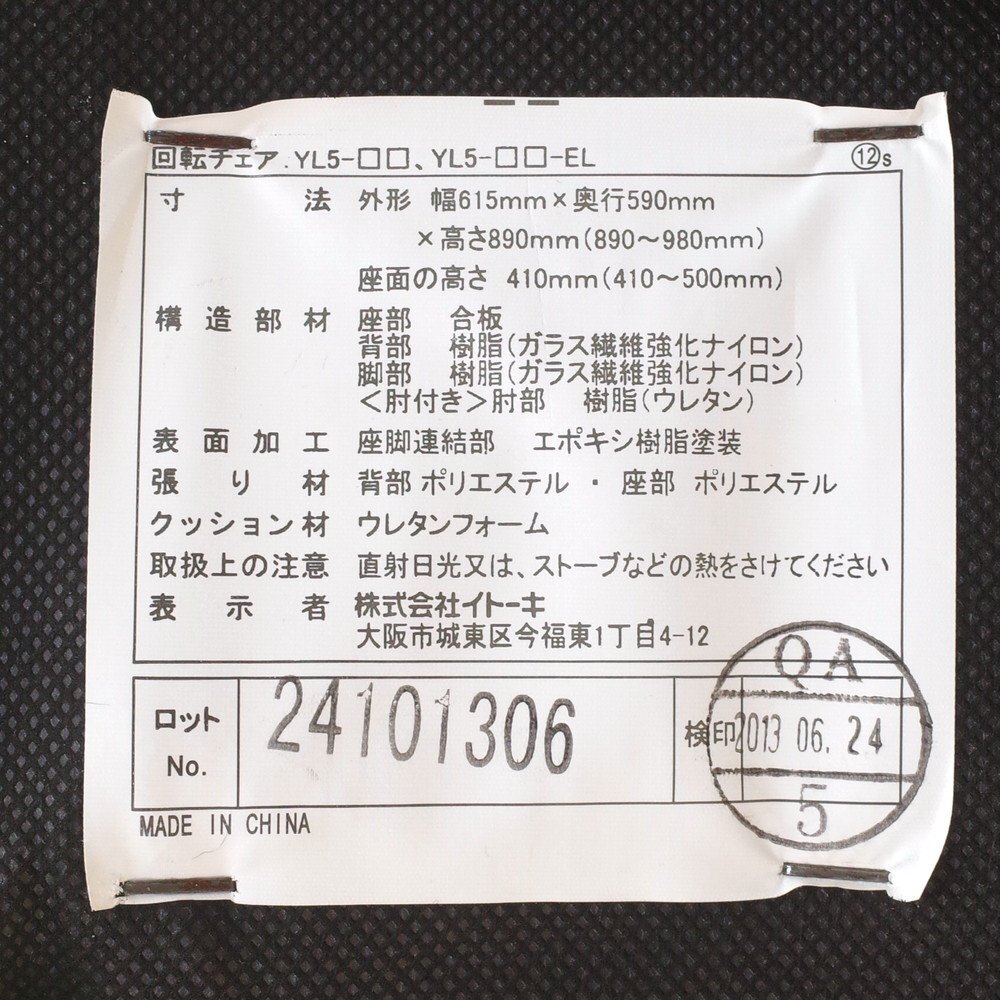 回転チェア.YL5-□□、YL5-□□-EL ⑫s
寸法 外形 幅615mm×奥行590mm
×高さ890mm(890～980mm)
座面の高さ 410mm(410～500mm)
構造部材 座部 合板
背部 樹脂(ガラス繊維強化ナイロン)
脚部 樹脂(ガラス繊維強化ナイロン)
<肘付き>肘部 樹脂(ウレタン)
表面加工 座脚連結部 エポキシ樹脂塗装
張り材 背部 ポリエステル ・ 座部 ポリエステル
クッション材 ウレタンフォーム
取扱上の注意 直射日光又は、ストーブなどの熱をさけてください
表示者 株式会社イトーキ
大阪市城東区今福東1丁目4-12
QA
ロット No. 24101306 検印 2013 06. 24
5
MADE IN CHINA